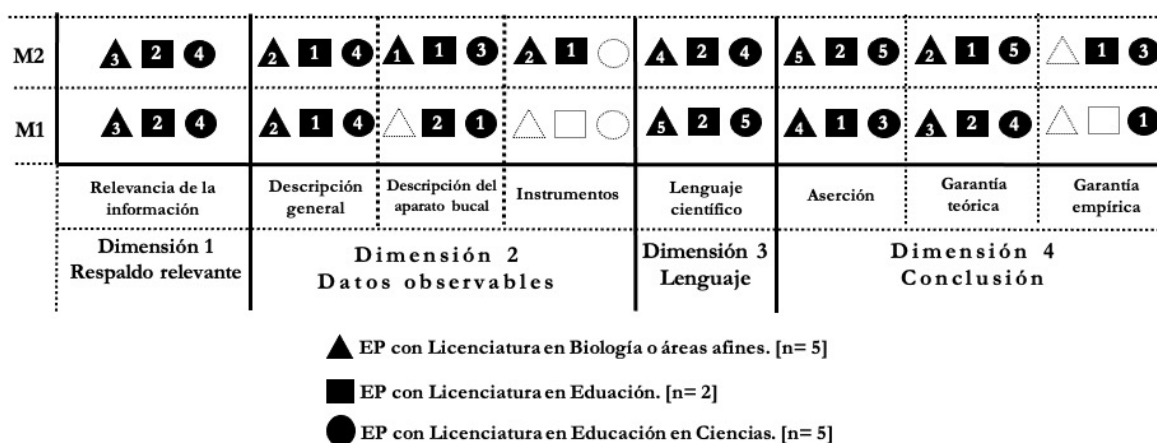 M2 3 2 4 2 1 4 1 1 3 2 1 4 2 4 5 2 5 2 1 5 1 3
M1 3 2 4 2 1 4 2 1 5 2 5 4 1 3 3 2 4 1
Relevancia de la Descripción Descripción del Instrumentos Lenguaje Aserción Garantía Garantía
información general aparato bucal científico teórica empírica
Dimensión 1 Dimensión 2 Dimensión 3 Dimensión 4
Respaldo relevante Datos observables Lenguaje Conclusión
EP con Licenciatura en Biología o áreas afines. [n= 5]
EP con Licenciatura en Eduación. [n= 2]
EP con Licenciatura en Educación en Ciencias. [n= 5]